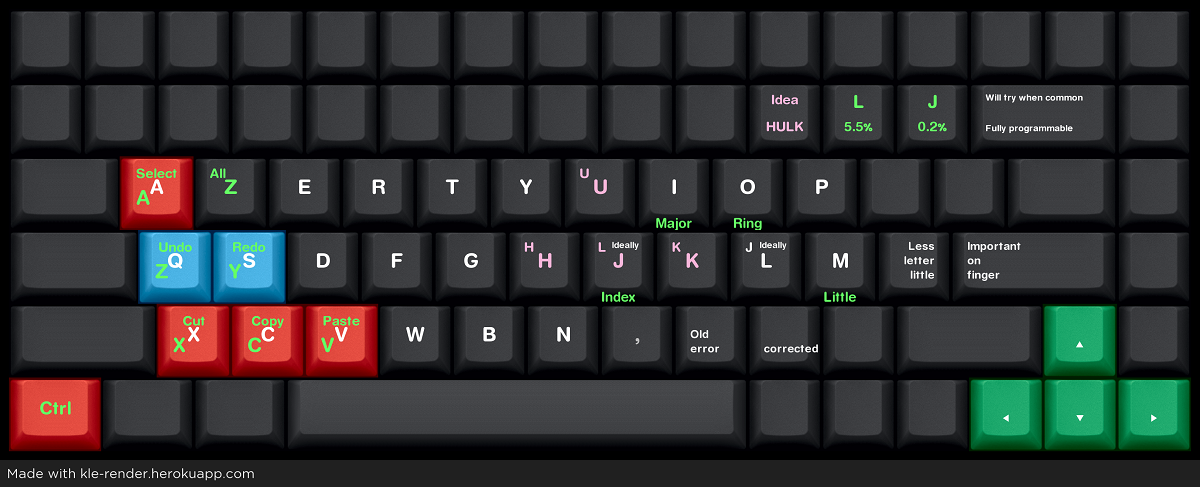 Idea L J Will try when common
HULK 5.5% 0.2% Fully programmable
Select All U
A A Z E R T Y U I O P
Major Ring
Undo Redo H L Ideally K J Ideally Less Important
Z Q Y S D F G H J K L M letter on
little finger
Index Little
Cut Copy Paste
X X C C V V W B N , Old
error corrected ▲
Ctrl ◄ ▼ ►
Made with kle-render.herokuapp.com